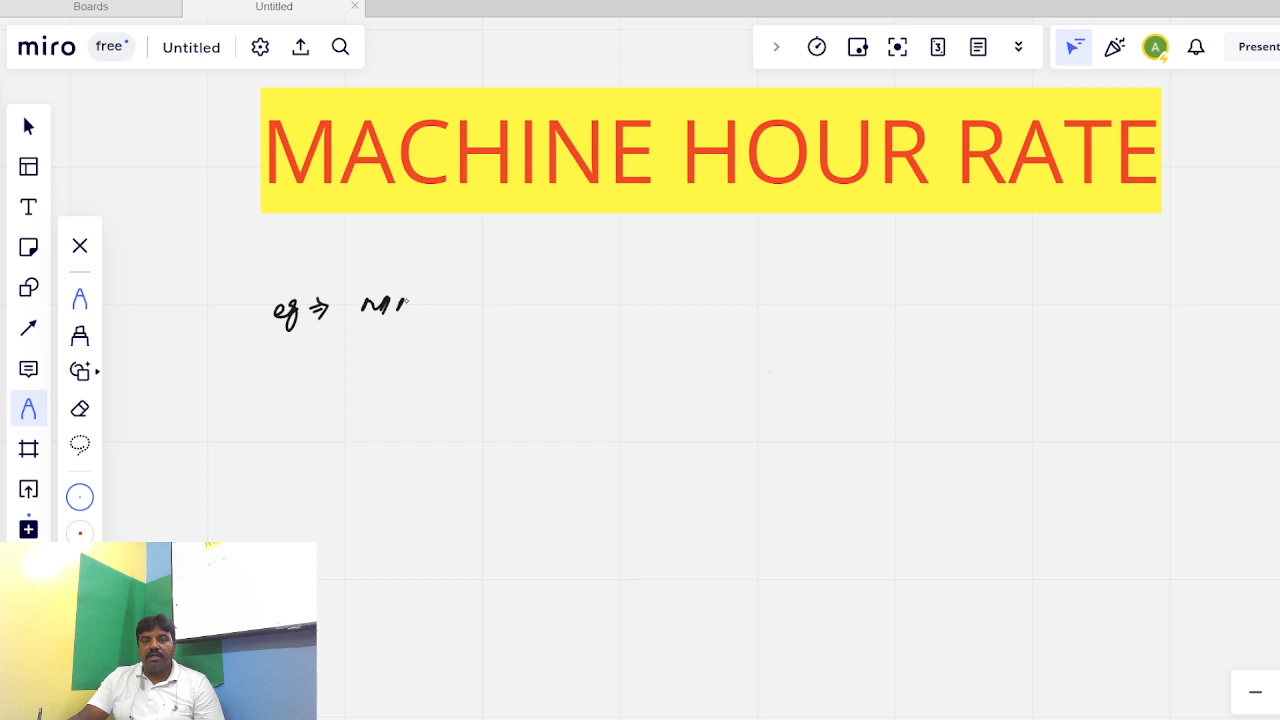 Boards Untitled
miro free Untitled 3 A Present
MACHINE HOUR RATE
T
eg ⇒